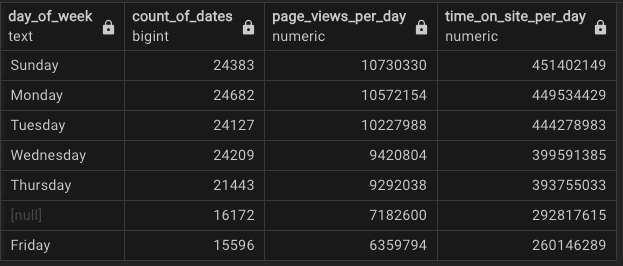 day_of_week count_of_dates page_views_per_day time_on_site_per_day
text bigint numeric numeric
Sunday 24383 10730330 451402149
Monday 24682 10572154 449534429
Tuesday 24127 10227988 444278983
Wednesday 24209 9420804 399591385
Thursday 21443 9292038 393755033
[null] 16172 7182600 292817615
Friday 15596 6359794 260146289